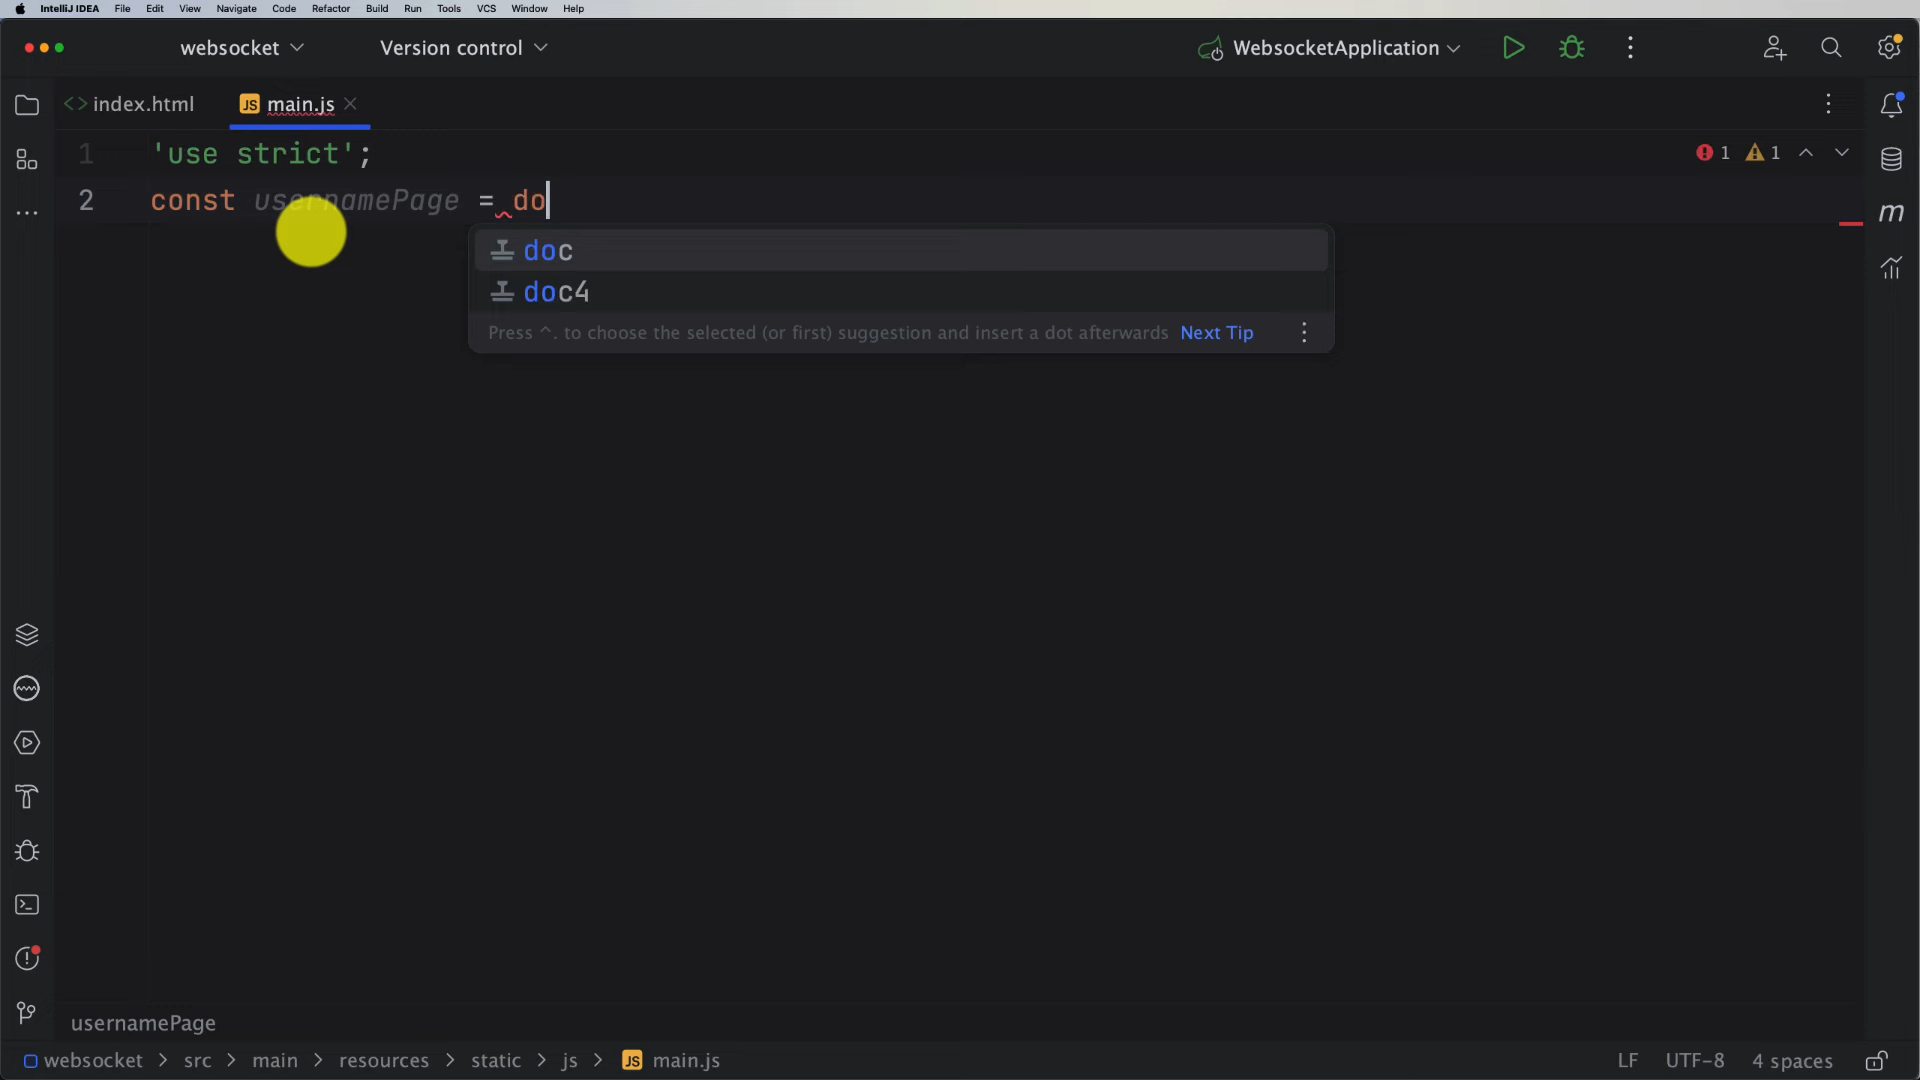 IntelliJ IDEA File Edit View Navigate Code Refactor Build Run Tools VCS Window Help
websocket Version control WebsocketApplication
index.html JS main.js
1 'use strict'; 1 1
2 const usernamePage = do
doc
doc4
Press ^. to choose the selected (or first) suggestion and insert a dot afterwards Next Tip
m
usernamePage
websocket > src > main > resources > static > js > JS main.js LF UTF-8 4 spaces